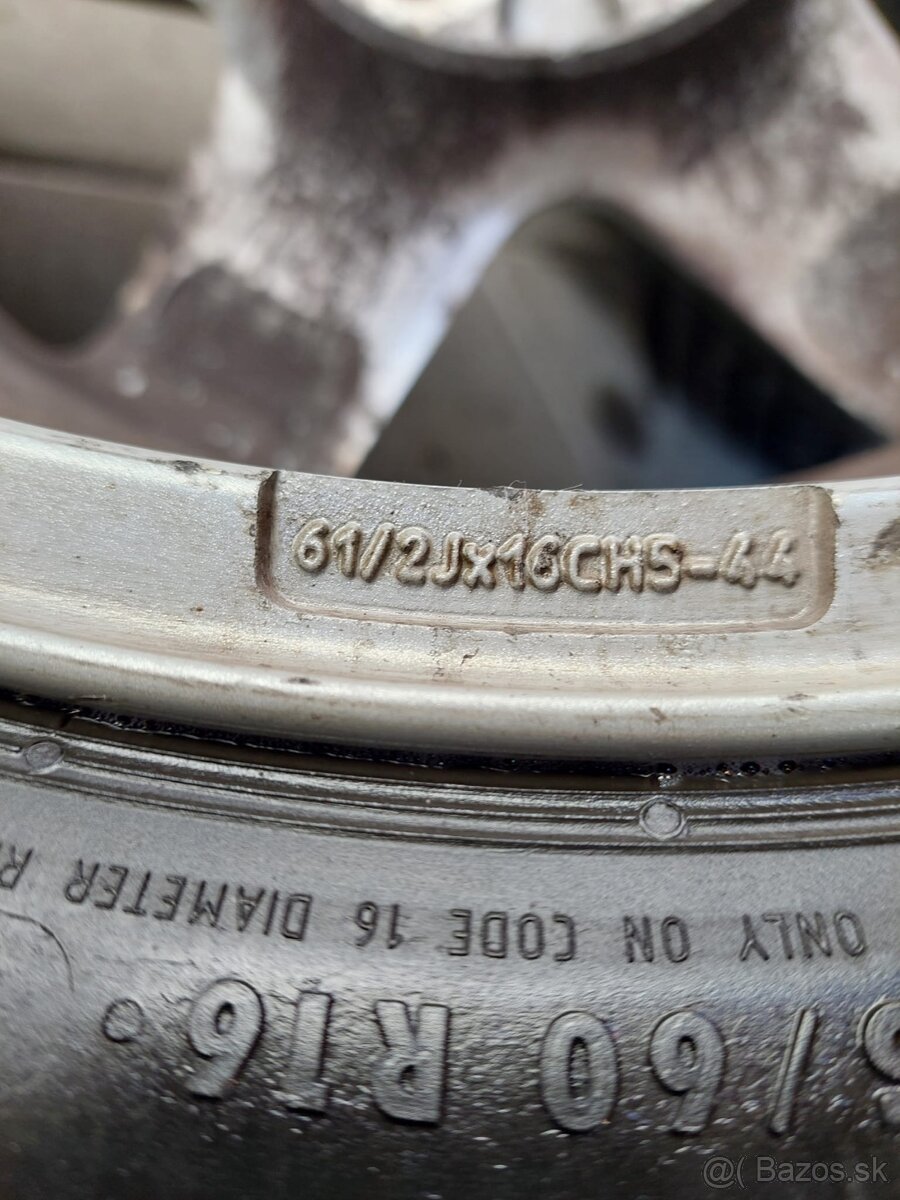 61/2Jx16CH5-44
ONLY ON CODE 16 DIAMETER
/60 R16
@( Bazos.sk